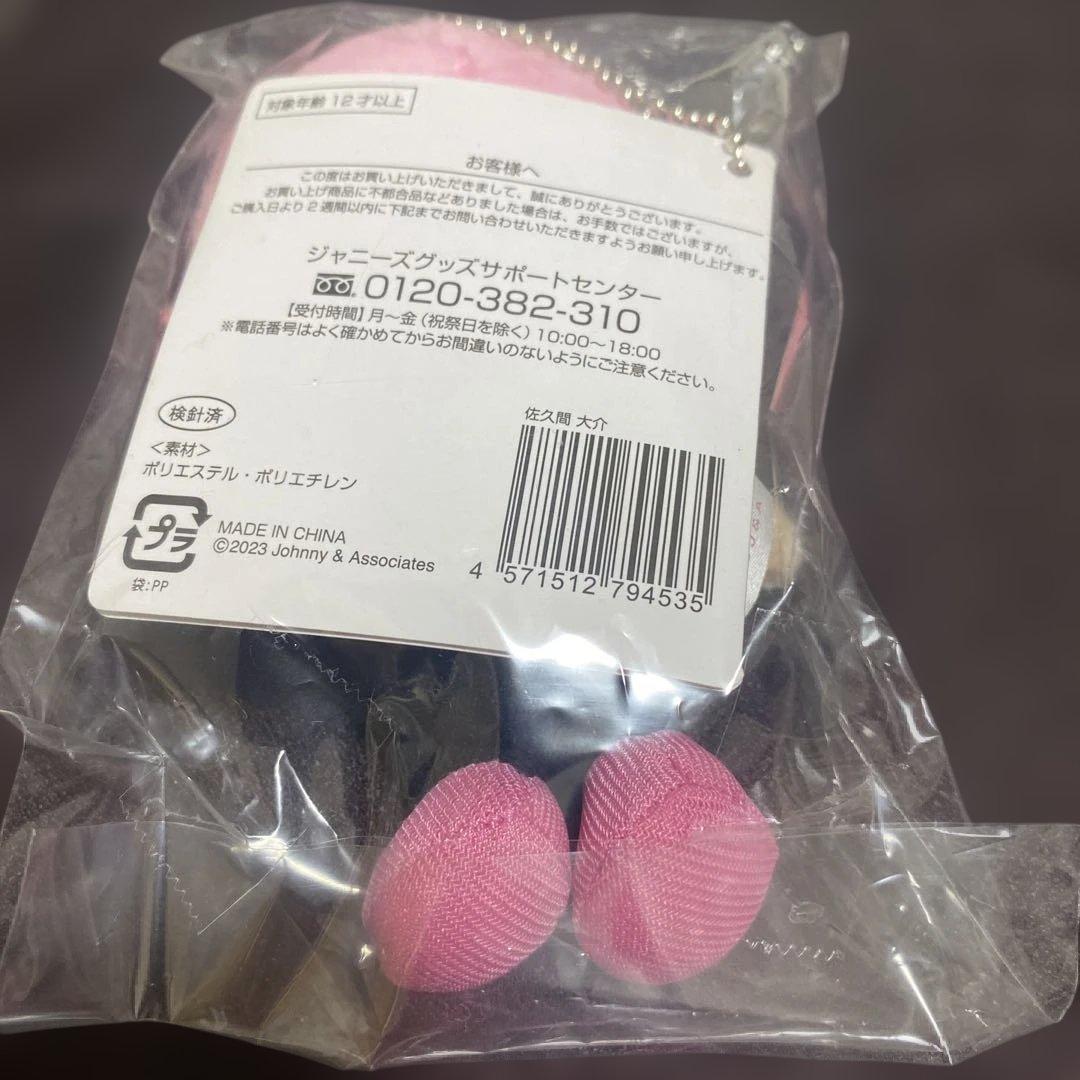 対象年齢 12才以上
お客様へ
この度はお買い上げいただきまして、誠にありがとうございます。
お買い上げ商品に不都合品などありました場合は、お手数ではございますが、
ご購入日より2週間以内に下記までお問い合わせいただきますようお願い申し上げます。
ジャニーズグッズサポートセンター
0120-382-310
【受付時間】月～金（祝祭日を除く）10:00～18:00
※電話番号はよく確かめてからお間違いのないようにご注意ください。
検針済
＜素材＞
ポリエステル・ポリエチレン
プラ
袋:PP
MADE IN CHINA
©2023 Johnny & Associates
佐久間 大介
4 571512 794535